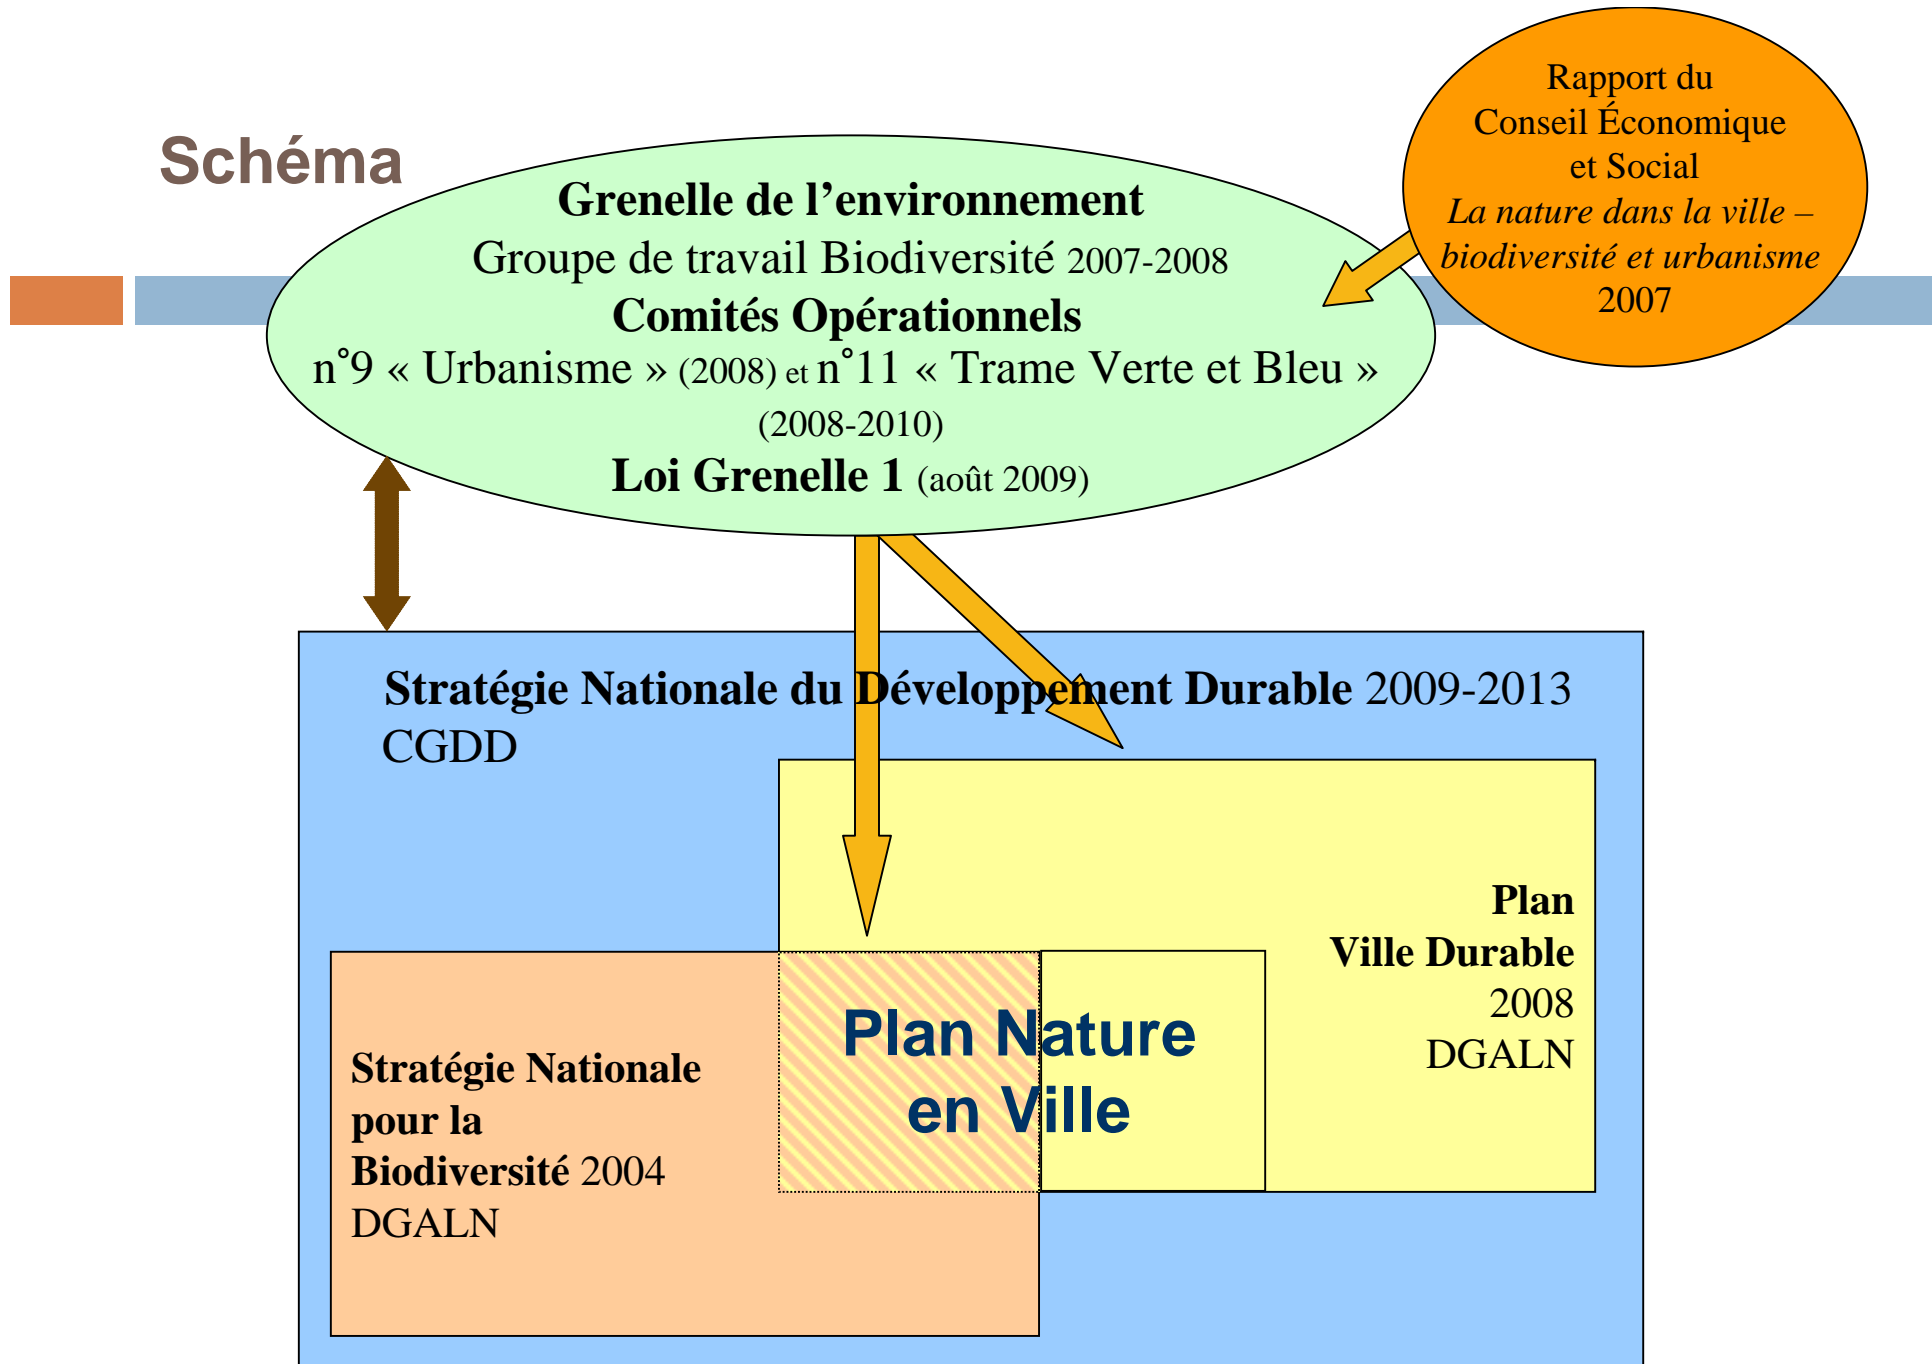 Schéma
Rapport du
Conseil Économique
et Social
La nature dans la ville –
biodiversité et urbanisme
2007
Grenelle de l’environnement
Groupe de travail Biodiversité 2007-2008
Comités Opérationnels
n°9 « Urbanisme » (2008) et n°11 « Trame Verte et Bleu »
(2008-2010)
Loi Grenelle 1 (août 2009)
Stratégie Nationale du Développement Durable 2009-2013
CGDD
Plan
Ville Durable
2008
DGALN
Plan Nature
en Ville
Stratégie Nationale
pour la
Biodiversité 2004
DGALN